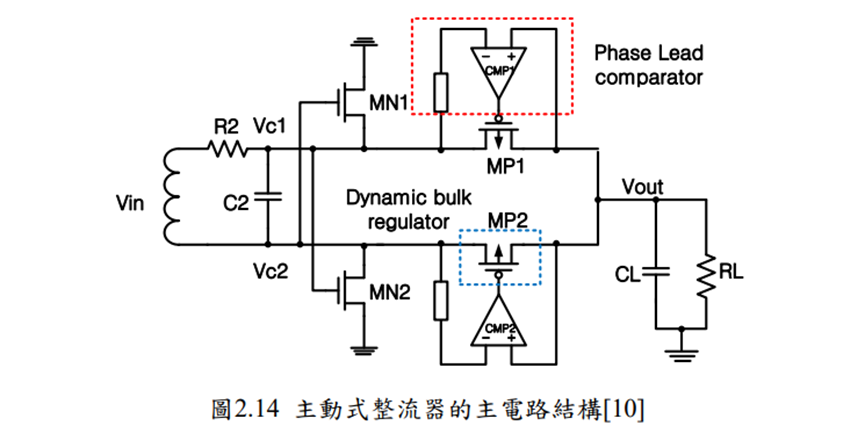 Phase Lead
comparator
− +
CMP1
MN1
R2 Vc1
MP1
Vout
Vin
C2
Dynamic bulk
regulator
MP2
Vc2
MN2
CL
RL
CMP2
− +
圖2.14 主動式整流器的主電路結構[10]